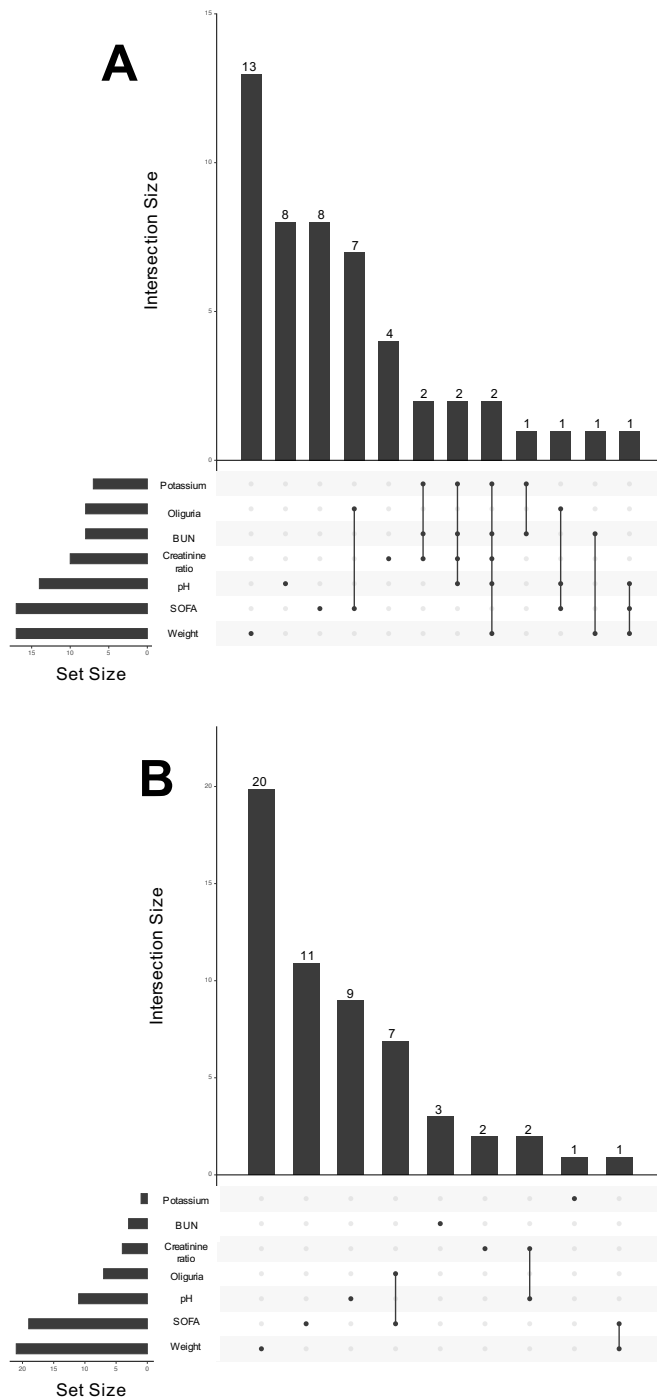 A
15
13
10
8 8
7
5
4
2 2 2
1 1 1 1
0
Intersection Size
Potassium
Oliguria
BUN
Creatinine
ratio
pH
SOFA
Weight
15 10 5 0
Set Size
B
20
20
15
11
10
9
7
5
3
2 2
1 1
0
Intersection Size
Potassium
BUN
Creatinine
ratio
Oliguria
pH
SOFA
Weight
20 15 10 5 0
Set Size